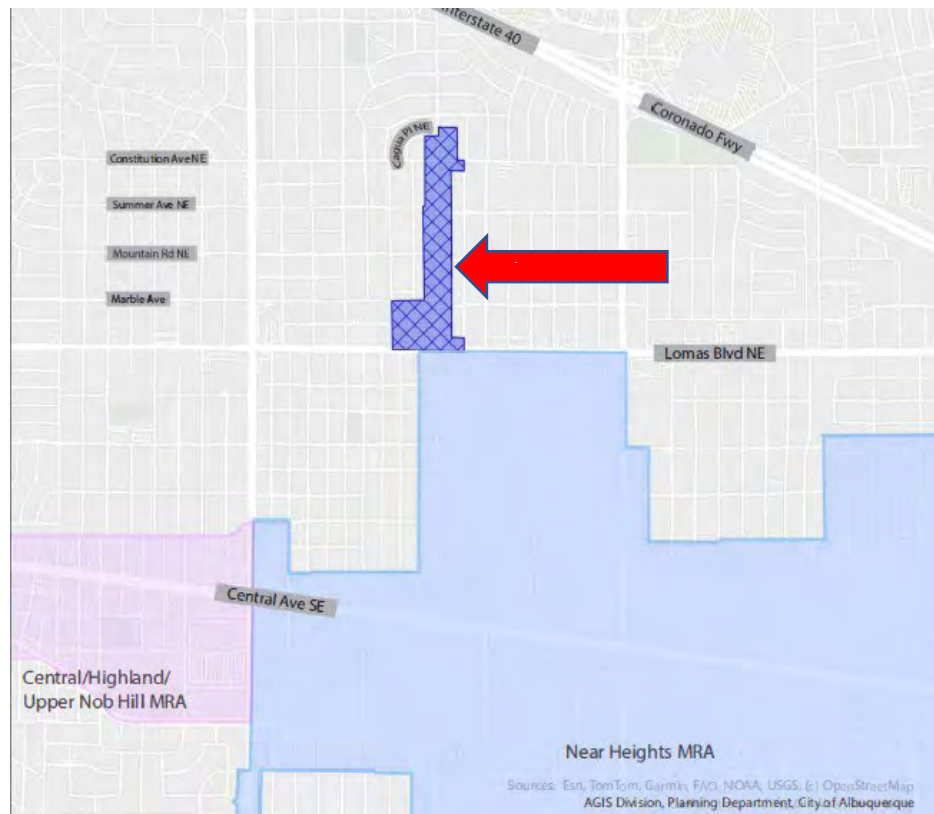 Interstate 40
Coronado Fwy
Cagua Pl NE
Constitution Ave NE
Summer Ave NE
Mountain Rd NE
Marble Ave
Lomas Blvd NE
Central Ave SE
Central/Highland/
Upper Nob Hill MRA
Near Heights MRA
Sources: Esri, TomTom, Garmin, FAO, NOAA, USGS, (c) OpenStreetMap
AGIS Division, Planning Department, City of Albuquerque